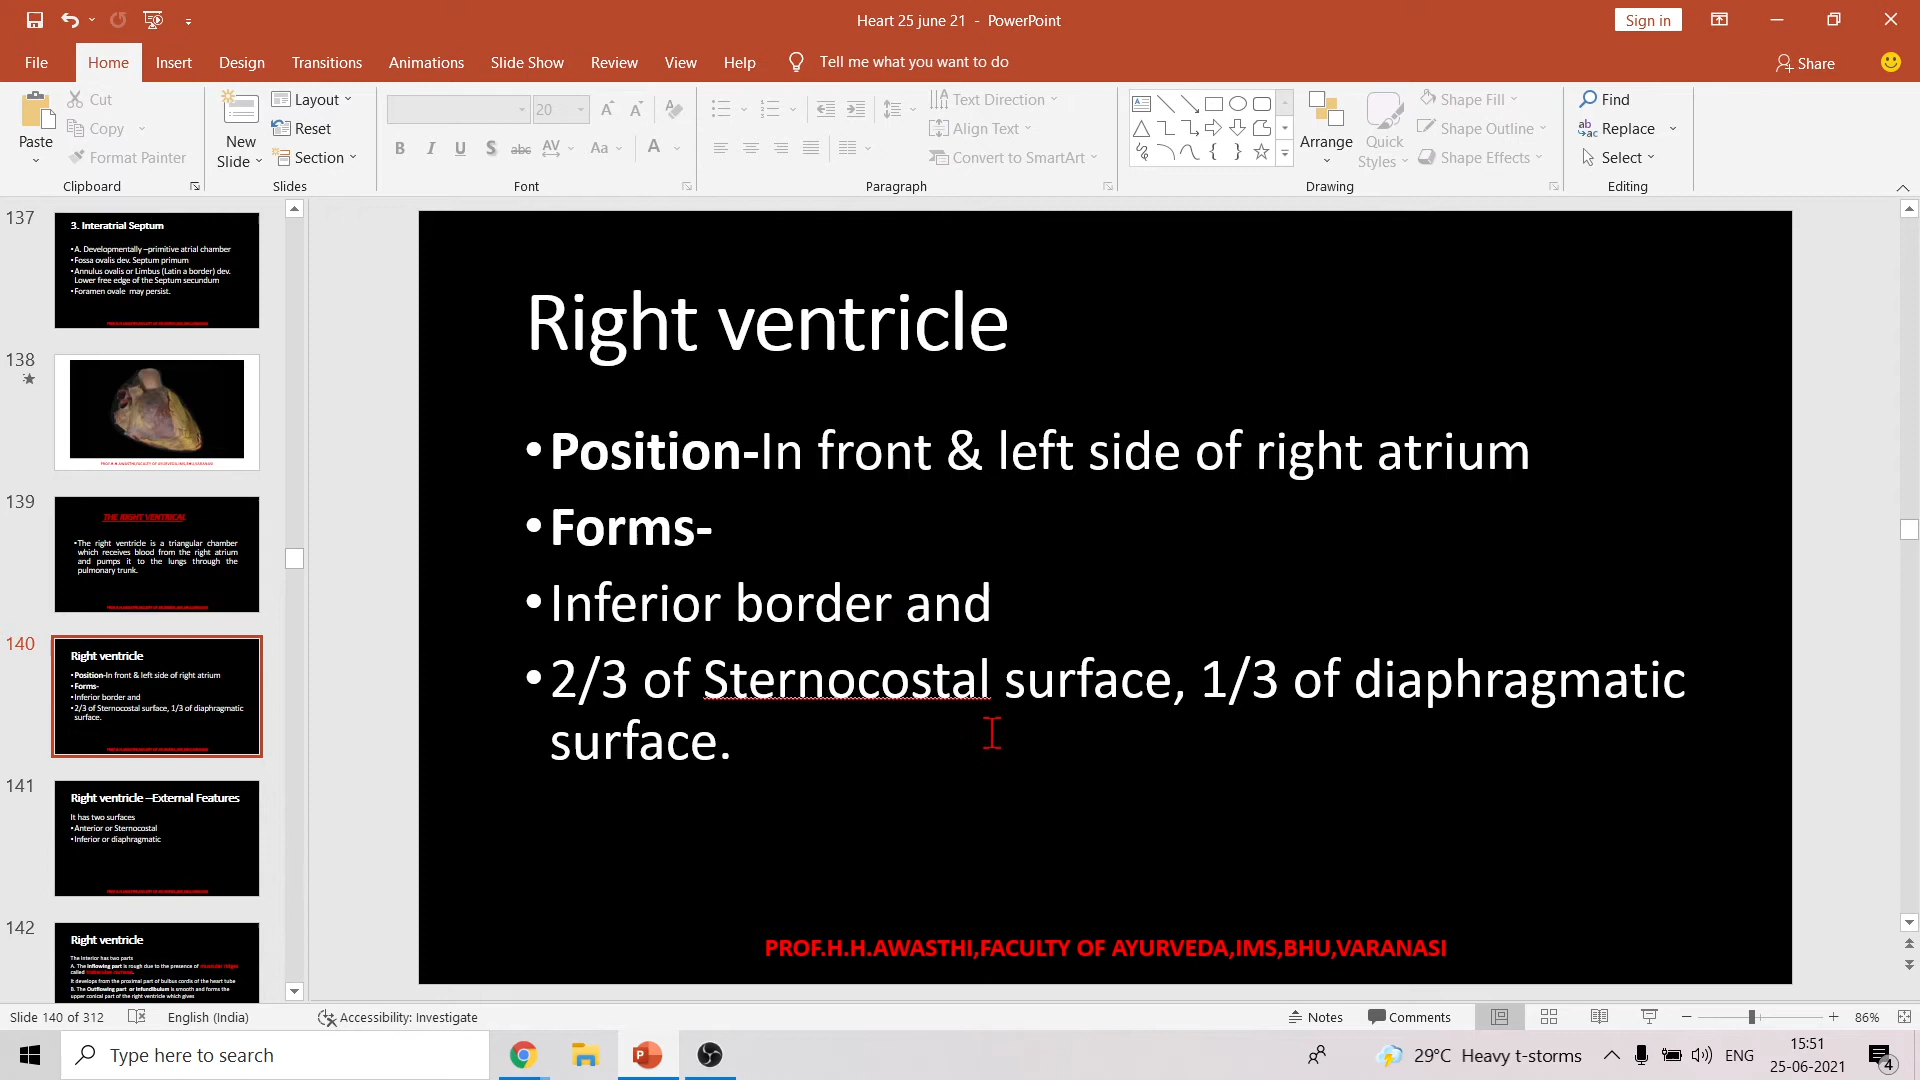 Heart 25 june 21 - PowerPoint
Sign in
File
Home
Insert
Design
Transitions
Animations
Slide Show
Review
View
Help
Tell me what you want to do
Share
Paste
Cut
Copy
Format Painter
Clipboard
New Slide
Layout
Reset
Section
Slides
20
Font
Text Direction
Align Text
Convert to SmartArt
Paragraph
Arrange
Quick Styles
Shape Fill
Shape Outline
Shape Effects
Drawing
Find
Replace
Select
Editing
137
3. Interatrial Septum
•A. Developmentally –primitive atrial chamber
•Fossa ovalis dev. Septum primum
•Annulus ovalis or Limbus (Latin a border) dev.
Lower free edge of the Septum secundum
•Foramen ovale may persist.
138
139
THE RIGHT VENTRICAL
•The right ventricle is a triangular chamber
which receives blood from the right atrium
and pumps it to the lungs through the
pulmonary trunk.
140
Right ventricle
•Position-In front & left side of right atrium
•Forms-
•Inferior border and
•2/3 of Sternocostal surface, 1/3 of diaphragmatic
surface.
141
Right ventricle –External Features
It has two surfaces
•Anterior or Sternocostal
•Inferior or diaphragmatic
142
Right ventricle
The interior has two parts
A. The inflowing part is rough due to the presence of muscular ridges
called trabeculae carneae.
It develops from the proximal part of bulbus cordis of the heart tube
B. The Outflowing part or infundibulum is smooth and forms the
upper conical part of the right ventricle which gives
Right ventricle
•Position-In front & left side of right atrium
•Forms-
•Inferior border and
•2/3 of Sternocostal surface, 1/3 of diaphragmatic
surface.
PROF.H.H.AWASTHI,FACULTY OF AYURVEDA,IMS,BHU,VARANASI
Slide 140 of 312
English (India)
Accessibility: Investigate
Notes
Comments
86%
Type here to search
29°C Heavy t-storms
ENG
15:51
25-06-2021
4